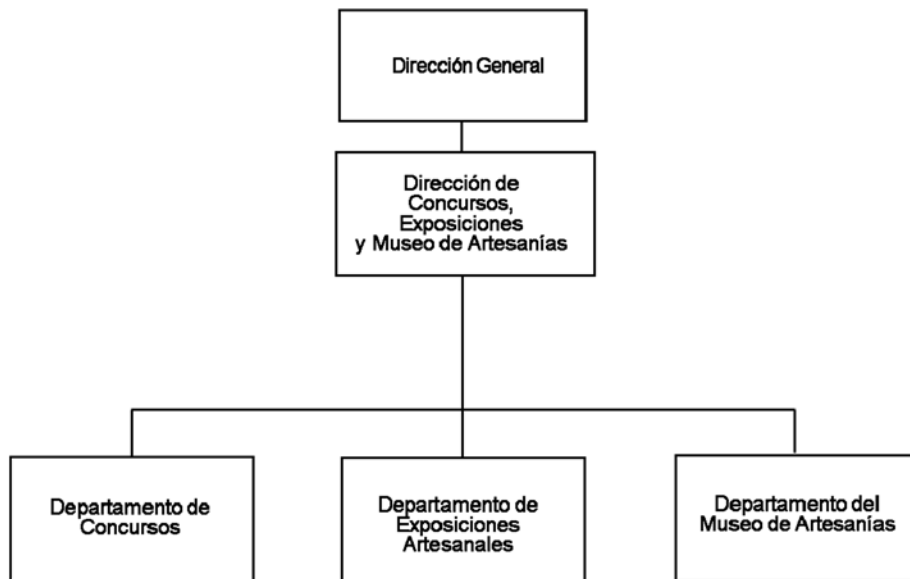 Dirección General
Dirección de
Concursos,
Exposiciones
y Museo de Artesanías
Departamento de
Concursos
Departamento de
Exposiciones
Artesanales
Departamento del
Museo de Artesanías